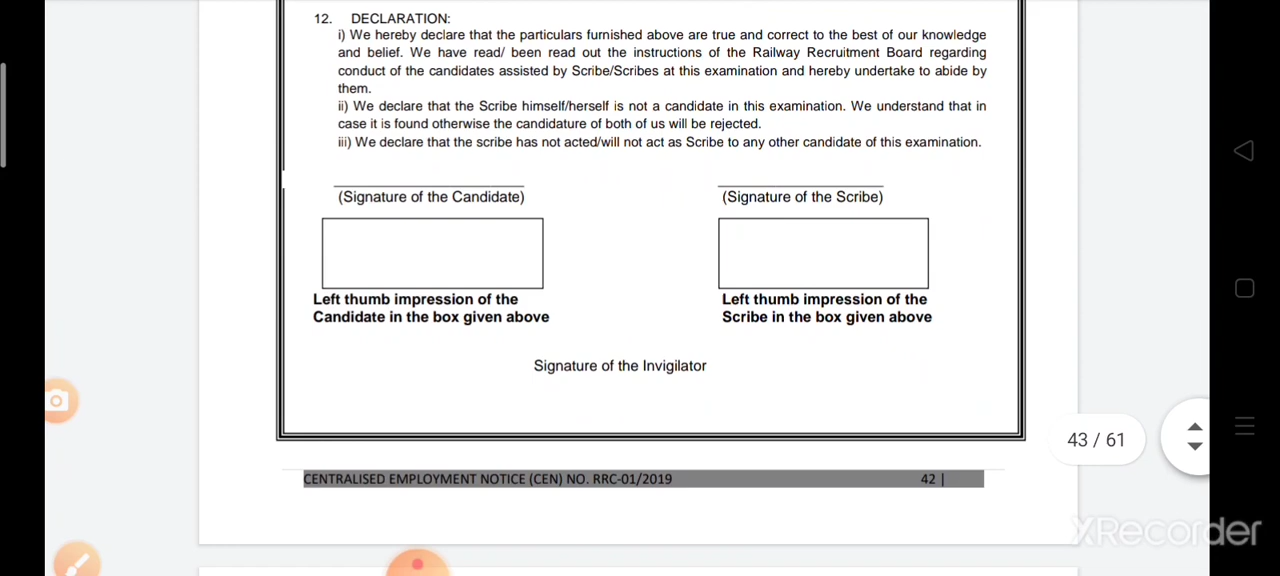 12. DECLARATION:
i) We hereby declare that the particulars furnished above are true and correct to the best of our knowledge
and belief. We have read/ been read out the instructions of the Railway Recruitment Board regarding
conduct of the candidates assisted by Scribe/Scribes at this examination and hereby undertake to abide by
them.
ii) We declare that the Scribe himself/herself is not a candidate in this examination. We understand that in
case it is found otherwise the candidature of both of us will be rejected.
iii) We declare that the scribe has not acted/will not act as Scribe to any other candidate of this examination.
(Signature of the Candidate) (Signature of the Scribe)
Left thumb impression of the
Candidate in the box given above
Left thumb impression of the
Scribe in the box given above
Signature of the Invigilator
43 / 61
CENTRALISED EMPLOYMENT NOTICE (CEN) NO. RRC-01/2019 42 |
XRecorder